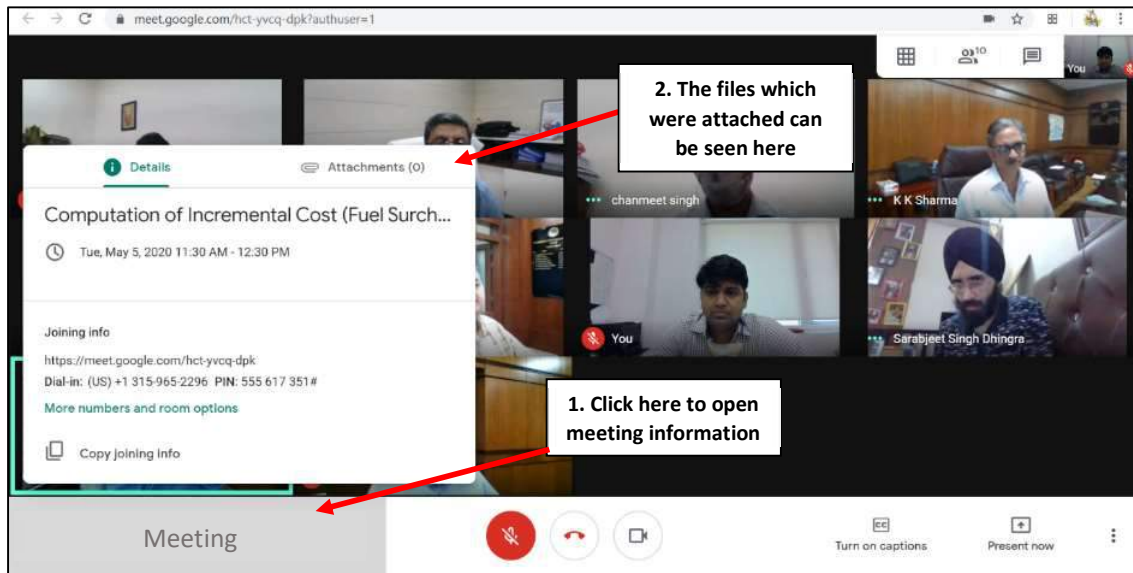 meet.google.com/hct-yvcq-dpk?authuser=1
10
You
2. The files which
were attached can
be seen here
Details
Attachments (0)
Computation of Incremental Cost (Fuel Surch...
Tue, May 5, 2020 11:30 AM - 12:30 PM
chanmeet singh
K K Sharma
Joining info
https://meet.google.com/hct-yvcq-dpk
Dial-in: (US) +1 315-965-2296 PIN: 555 617 351#
More numbers and room options
Copy joining info
You
Sarabjeet Singh Dhingra
1. Click here to open
meeting information
Meeting
CC
Turn on captions
Present now